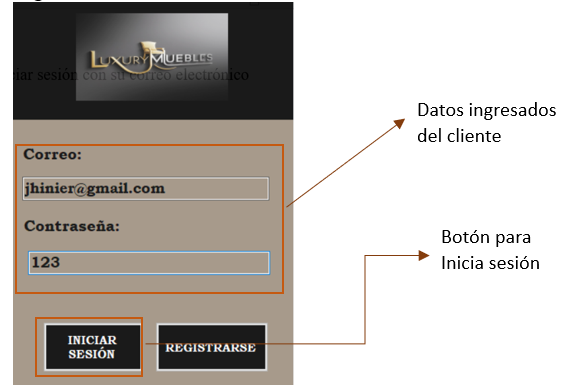 LUXURY MUEBLES
iar sesión con su correo electrónico
Datos ingresados
del cliente
Correo:
jhinier@gmail.com
Contraseña:
123
Botón para
Inicia sesión
INICIAR
SESIÓN
REGISTRARSE